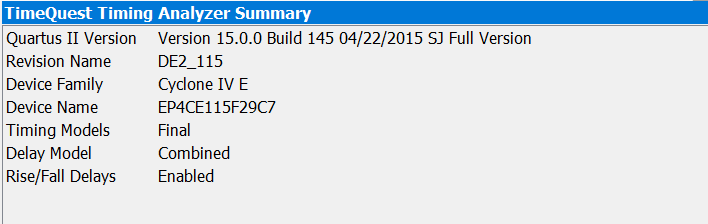 TimeQuest Timing Analyzer Summary
Quartus II Version Version 15.0.0 Build 145 04/22/2015 SJ Full Version
Revision Name DE2_115
Device Family Cyclone IV E
Device Name EP4CE115F29C7
Timing Models Final
Delay Model Combined
Rise/Fall Delays Enabled